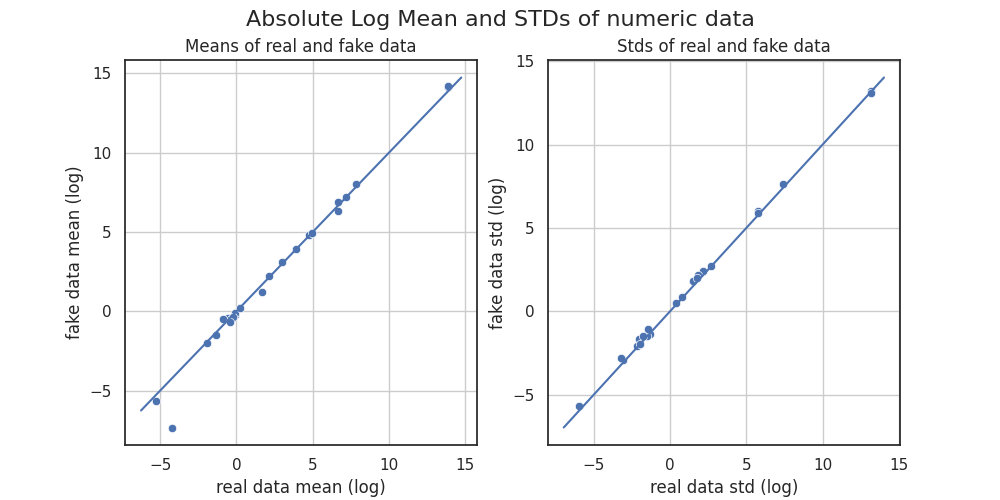 Absolute Log Mean and STDs of numeric data
Means of real and fake data
Stds of real and fake data
fake data mean (log)
15
10
5
0
−5
−5
0
5
10
15
real data mean (log)
fake data std (log)
15
10
5
0
−5
−5
0
5
10
15
real data std (log)